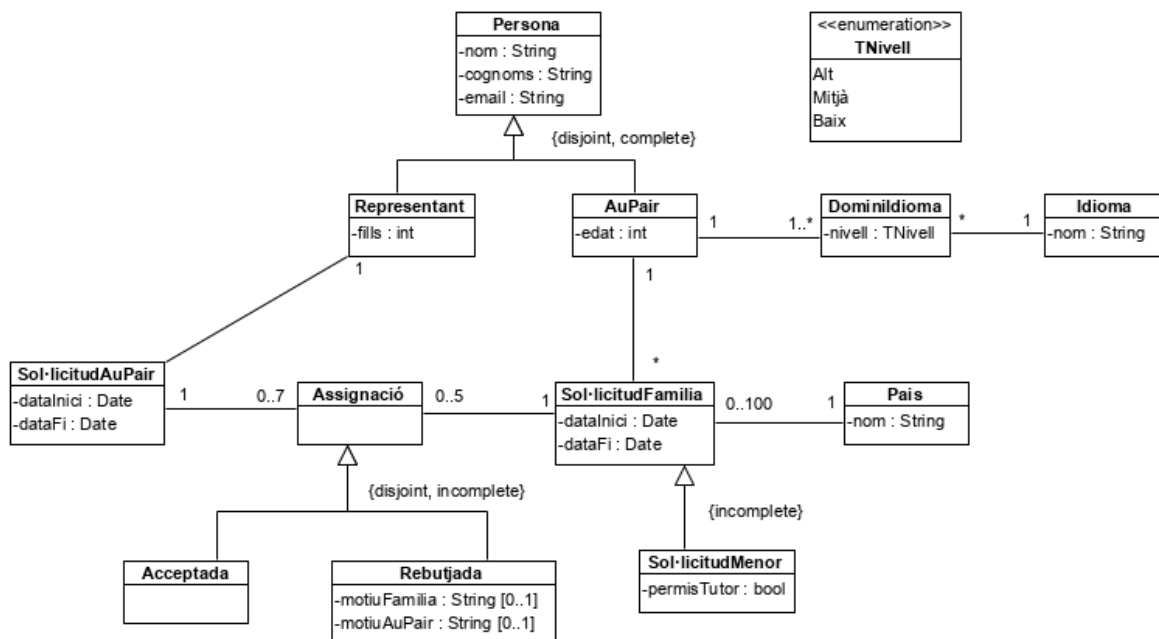 Persona
-nom : String
-cognoms : String
-email : String
<<enumeration>>
TNivell
Alt
Mitjà
Baix
{disjoint, complete}
Representant
-fills : int
1
AuPair
-edat : int
1
1..*
1
DominiIdioma
-nivell : TNivell
*
1
Idioma
-nom : String
Sol·licitudAuPair
-dataInici : Date
-dataFi : Date
1
0..7
Assignació
0..5
1
*
Sol·licitudFamilia
-dataInici : Date
-dataFi : Date
0..100
1
Pais
-nom : String
{disjoint, incomplete}
{incomplete}
Acceptada
Rebutjada
-motiuFamilia : String [0..1]
-motiuAuPair : String [0..1]
Sol·licitudMenor
-permisTutor : bool